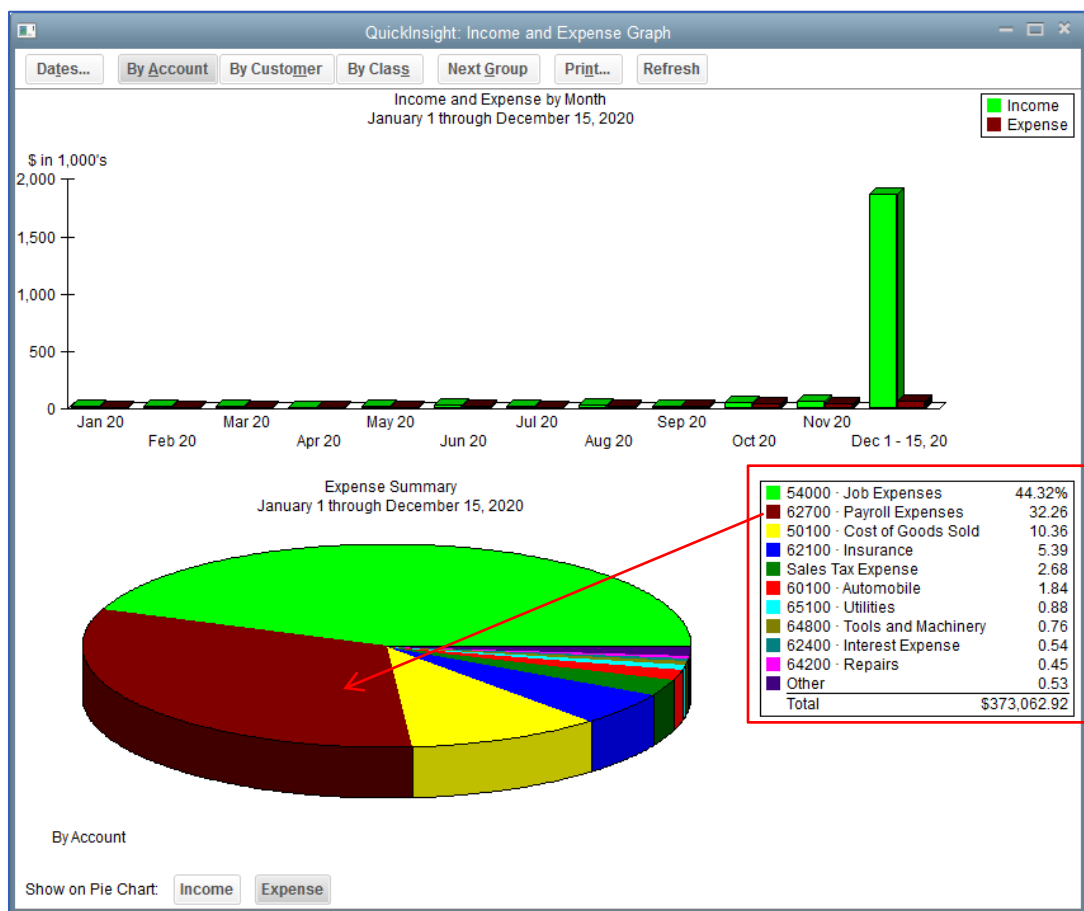 QuickInsight: Income and Expense Graph
Dates... By Account By Customer By Class Next Group Print... Refresh
Income and Expense by Month
January 1 through December 15, 2020
Income
Expense
$ in 1,000's
2,000
1,500
1,000
500
0
Jan 20 Mar 20 May 20 Jul 20 Sep 20 Nov 20
Feb 20 Apr 20 Jun 20 Aug 20 Oct 20 Dec 1 - 15, 20
Expense Summary
January 1 through December 15, 2020
54000 · Job Expenses 44.32%
62700 · Payroll Expenses 32.26
50100 · Cost of Goods Sold 10.36
62100 · Insurance 5.39
Sales Tax Expense 2.68
60100 · Automobile 1.84
65100 · Utilities 0.88
64800 · Tools and Machinery 0.76
62400 · Interest Expense 0.54
64200 · Repairs 0.45
Other 0.53
Total $373,062.92
By Account
Show on Pie Chart: Income Expense